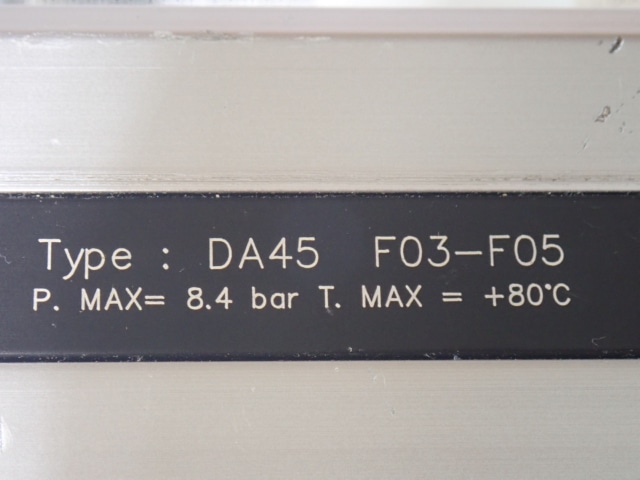 Type : DA45 F03-F05
P. MAX= 8.4 bar T. MAX = +80°C